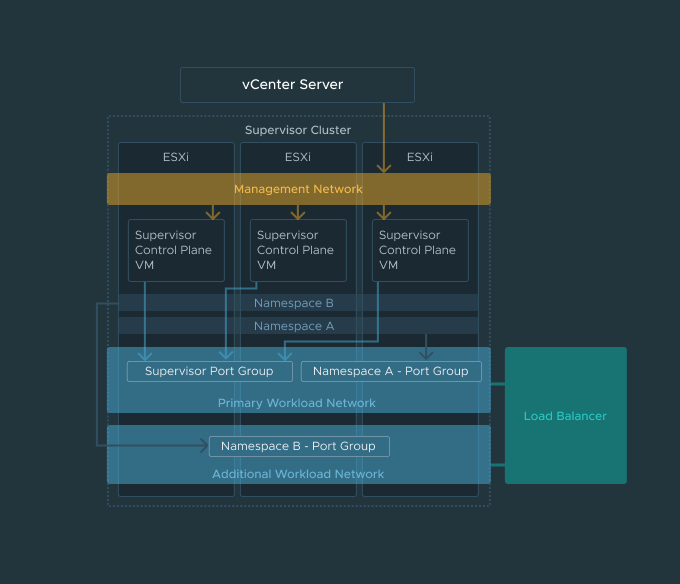 vCenter Server
Supervisor Cluster
ESXi
ESXi
ESXi
Management Network
Supervisor
Control Plane
VM
Supervisor
Control Plane
VM
Supervisor
Control Plane
VM
Namespace B
Namespace A
Supervisor Port Group
Namespace A - Port Group
Primary Workload Network
Load Balancer
Namespace B - Port Group
Additional Workload Network